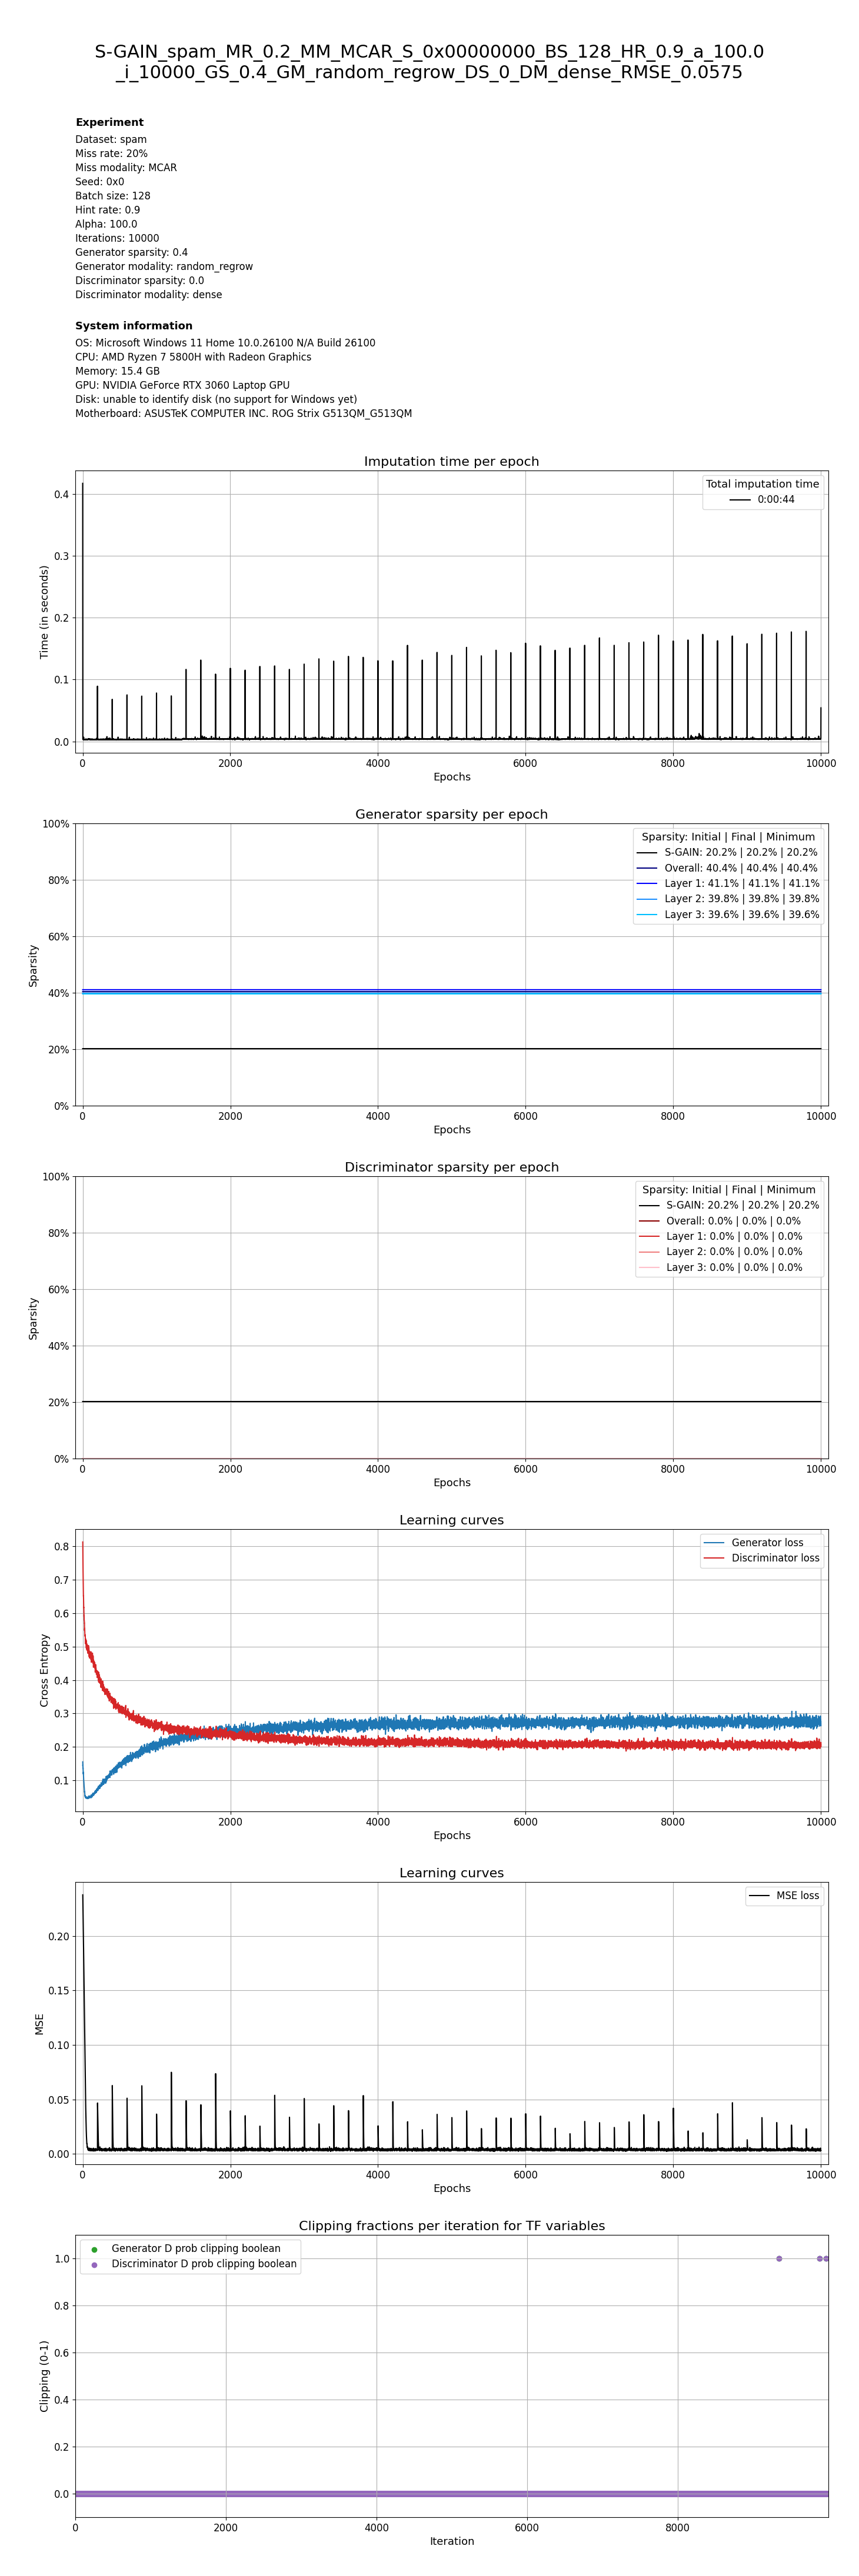 S-GAIN_spam_MR_0.2_MM_MCAR_S_0x00000000_BS_128_HR_0.9_a_100.0
_i_10000_GS_0.4_GM_random_regrow_DS_0_DM_dense_RMSE_0.0575
Experiment
Dataset: spam
Miss rate: 20%
Miss modality: MCAR
Seed: 0x0
Batch size: 128
Hint rate: 0.9
Alpha: 100.0
Iterations: 10000
Generator sparsity: 0.4
Generator modality: random_regrow
Discriminator sparsity: 0.0
Discriminator modality: dense
System information
OS: Microsoft Windows 11 Home 10.0.26100 N/A Build 26100
CPU: AMD Ryzen 7 5800H with Radeon Graphics
Memory: 15.4 GB
GPU: NVIDIA GeForce RTX 3060 Laptop GPU
Disk: unable to identify disk (no support for Windows yet)
Motherboard: ASUSTeK COMPUTER INC. ROG Strix G513QM_G513QM
Imputation time per epoch
Total imputation time
0:00:44
0.4
0.3
0.2
0.1
0.0
Time (in seconds)
0 2000 4000 6000 8000 10000
Epochs
Generator sparsity per epoch
Sparsity: Initial | Final | Minimum
S-GAIN: 20.2% | 20.2% | 20.2%
Overall: 40.4% | 40.4% | 40.4%
Layer 1: 41.1% | 41.1% | 41.1%
Layer 2: 39.8% | 39.8% | 39.8%
Layer 3: 39.6% | 39.6% | 39.6%
100%
80%
60%
40%
20%
0%
Sparsity
0 2000 4000 6000 8000 10000
Epochs
Discriminator sparsity per epoch
Sparsity: Initial | Final | Minimum
S-GAIN: 20.2% | 20.2% | 20.2%
Overall: 0.0% | 0.0% | 0.0%
Layer 1: 0.0% | 0.0% | 0.0%
Layer 2: 0.0% | 0.0% | 0.0%
Layer 3: 0.0% | 0.0% | 0.0%
100%
80%
60%
40%
20%
0%
Sparsity
0 2000 4000 6000 8000 10000
Epochs
Learning curves
Generator loss
Discriminator loss
0.8
0.7
0.6
0.5
0.4
0.3
0.2
0.1
Cross Entropy
0 2000 4000 6000 8000 10000
Epochs
Learning curves
MSE loss
0.20
0.15
0.10
0.05
0.00
MSE
0 2000 4000 6000 8000 10000
Epochs
Clipping fractions per iteration for TF variables
Generator D prob clipping boolean
Discriminator D prob clipping boolean
1.0
0.8
0.6
0.4
0.2
0.0
Clipping (0-1)
0 2000 4000 6000 8000
Iteration